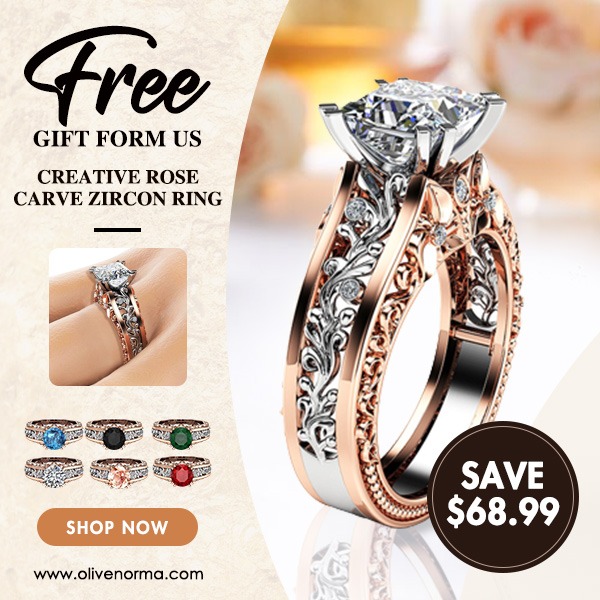 Free
GIFT FORM US
CREATIVE ROSE
CARVE ZIRCON RING
SHOP NOW
www.olivenorma.com
SAVE
$68.99